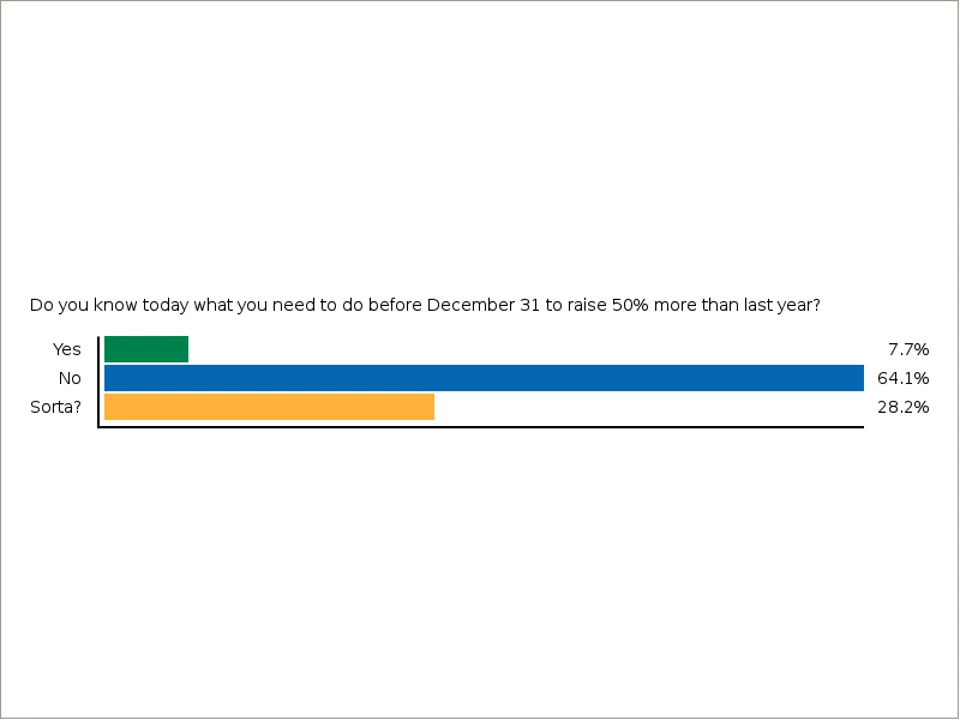 Do you know today what you need to do before December 31 to raise 50% more than last year?
Yes 7.7%
No 64.1%
Sorta? 28.2%